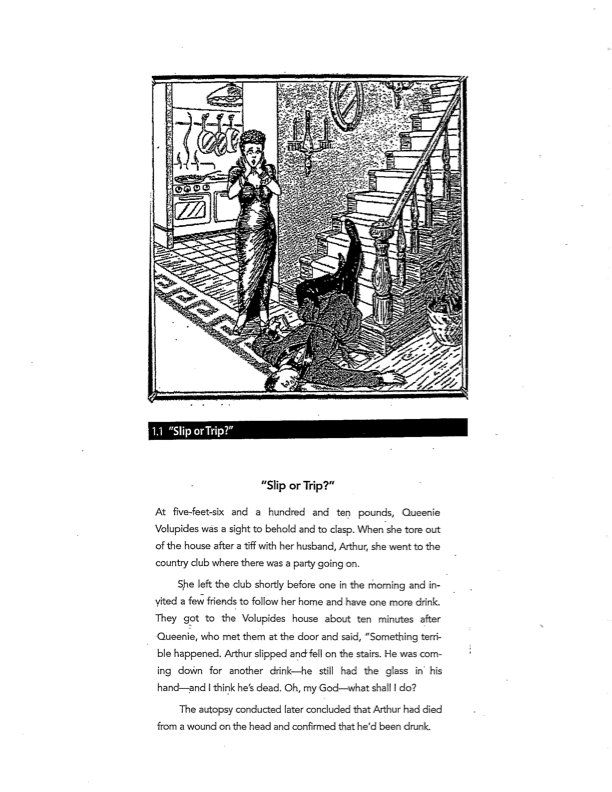 1.1 "Slip or Trip?"
"Slip or Trip?"
At five-feet-six and a hundred and ten pounds, Queenie
Volupides was a sight to behold and to clasp. When she tore out
of the house after a tiff with her husband, Arthur, she went to the
country club where there was a party going on.
She left the club shortly before one in the morning and in-
vited a few friends to follow her home and have one more drink.
They got to the Volupides house about ten minutes after
Queenie, who met them at the door and said, "Something terri-
ble happened. Arthur slipped and fell on the stairs. He was com-
ing down for another drink—he still had the glass in his
hand—and I think he's dead. Oh, my God—what shall I do?
The autopsy conducted later concluded that Arthur had died
from a wound on the head and confirmed that he'd been drunk.